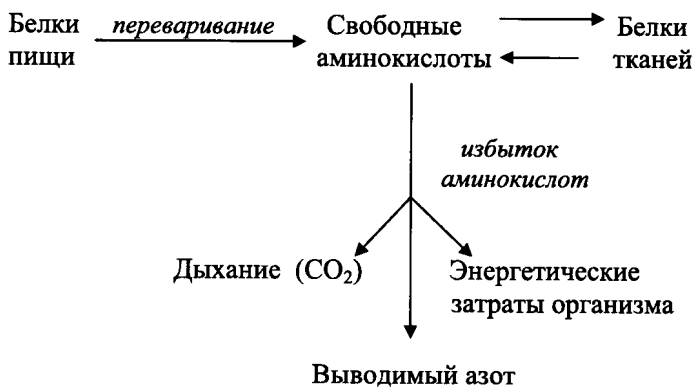 Белки переваривание Свободные Белки
пищи аминокислоты тканей
избыток
аминокислот
Дыхание (CO₂) Энергетические
затраты организма
Выводимый азот